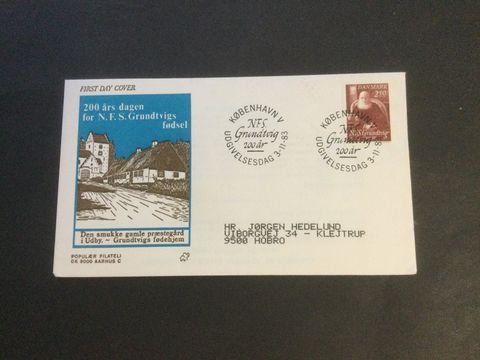 FIRST DAY COVER
200 års dagen
for N.F.S.Grundtvigs
fødsel
Den smukke gamle præstegård
i Udby. ~ Grundtvigs fødehjem
POPULÆR FILATELI
DK 8000 AARHUS C
KØBENHAVN V
N.F.S.
Grundtvig
200 år
UDGIVELSESDAG 3-11-83
DANMARK
250
N.F.S. Grundtvig
KØBENHAVN V
N.F.S.
Grundtvig
200 år
UDGIVELSESDAG 3-11-83
HR JØRGEN HEDELUND
VIBORGVEJ 34 - KLEJTRUP
9500 HOBRO